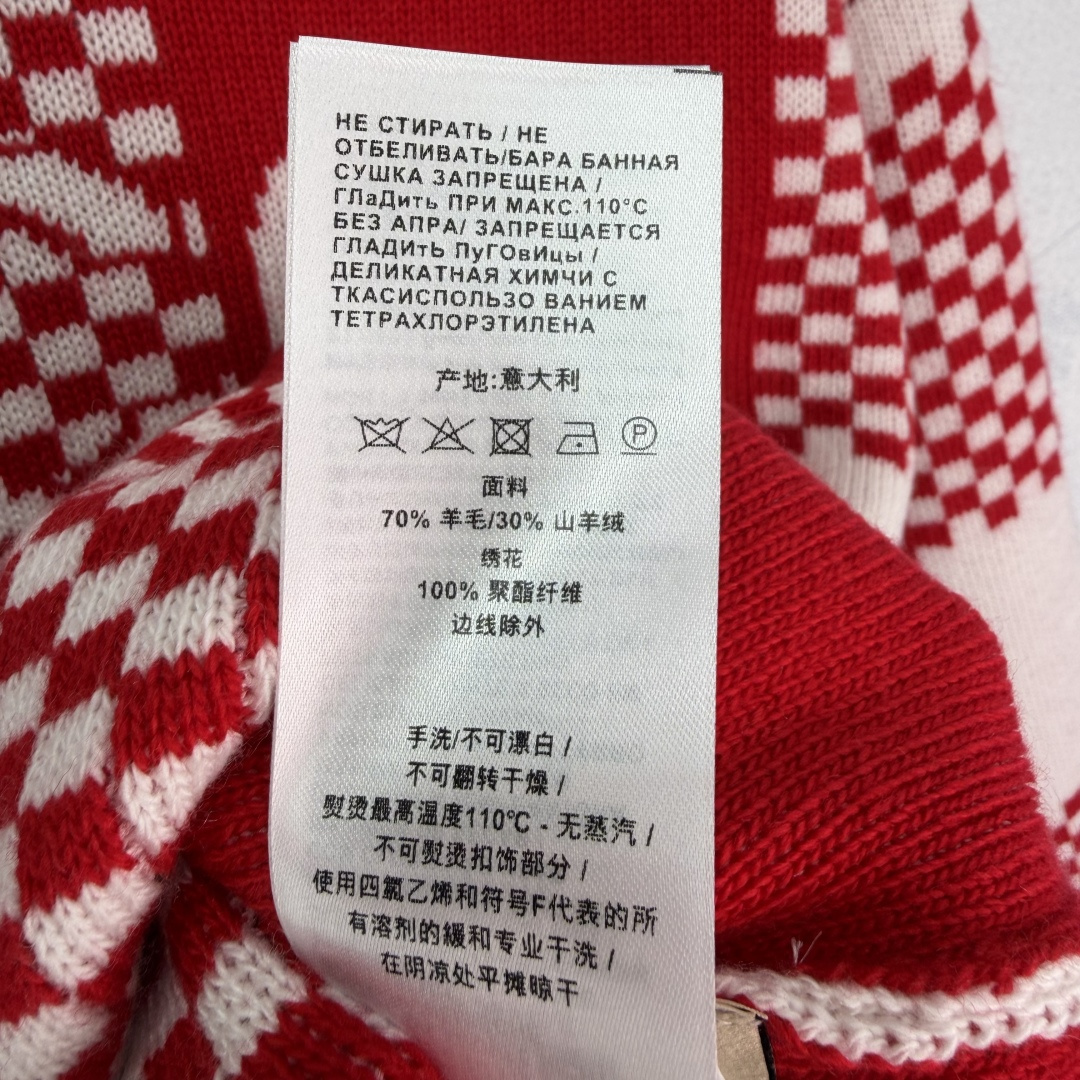 НЕ СТИРАТЬ / НЕ
ОТБЕЛИВАТЬ/БАРА БАННАЯ
СУШКА ЗАПРЕЩЕНА /
ГЛаДить ПРИ МАКС.110°С
БЕЗ АПРА/ ЗАПРЕЩАЕТСЯ
ГЛАДИтЬ ПуГОвИцы /
ДЕЛИКАТНАЯ ХИМЧИ С
ТКАСИСПОЛЬЗО ВАНИЕМ
ТЕТРАХЛОРЭТИЛЕНА
产地:意大利
P
面料
70% 羊毛/30% 山羊绒
绣花
100% 聚酯纤维
边线除外
手洗/不可漂白 /
不可翻转干燥 /
熨烫最高温度110℃ - 无蒸汽 /
不可熨烫扣饰部分 /
使用四氯乙烯和符号F代表的所
有溶剂的緩和专业干洗 /
在阴凉处平摊晾干